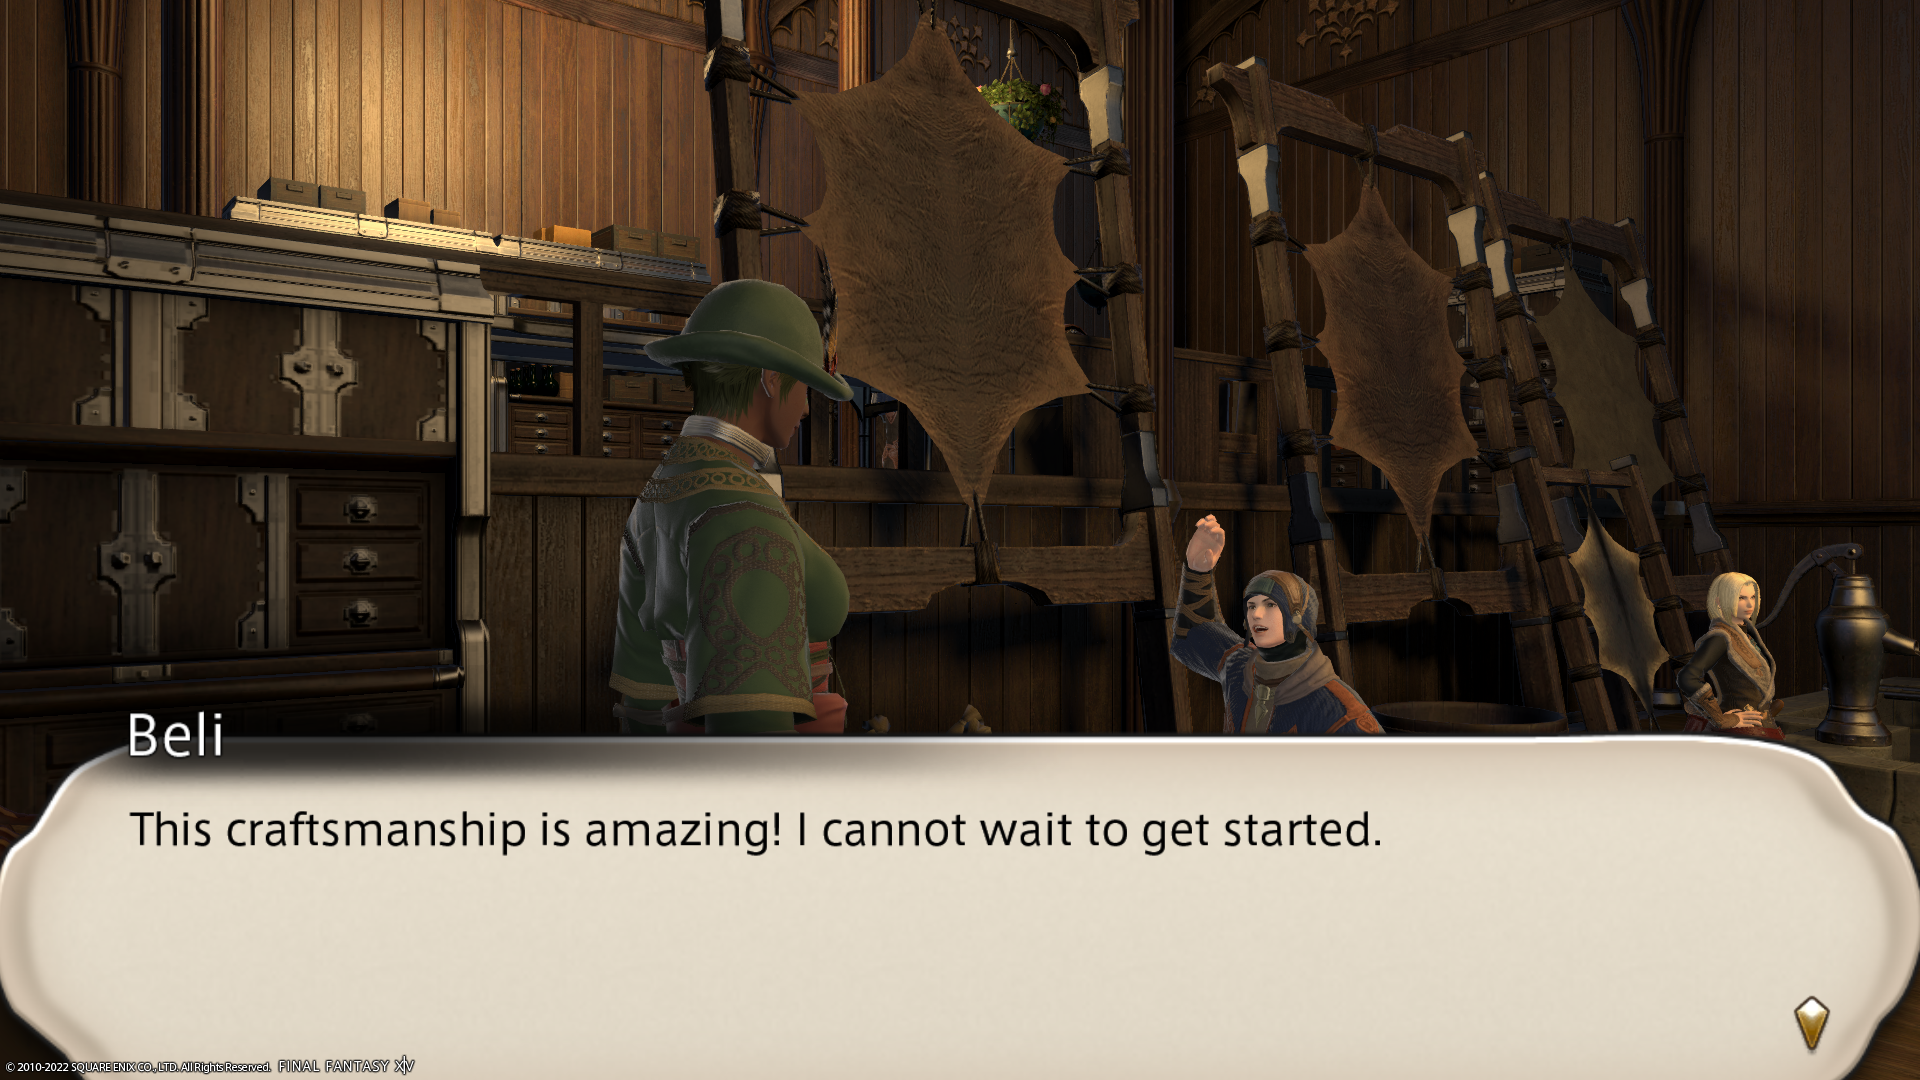 Beli
This craftsmanship is amazing! I cannot wait to get started.
© 2010-2022 SQUARE ENIX CO., LTD. All Rights Reserved. FINAL FANTASY XIV